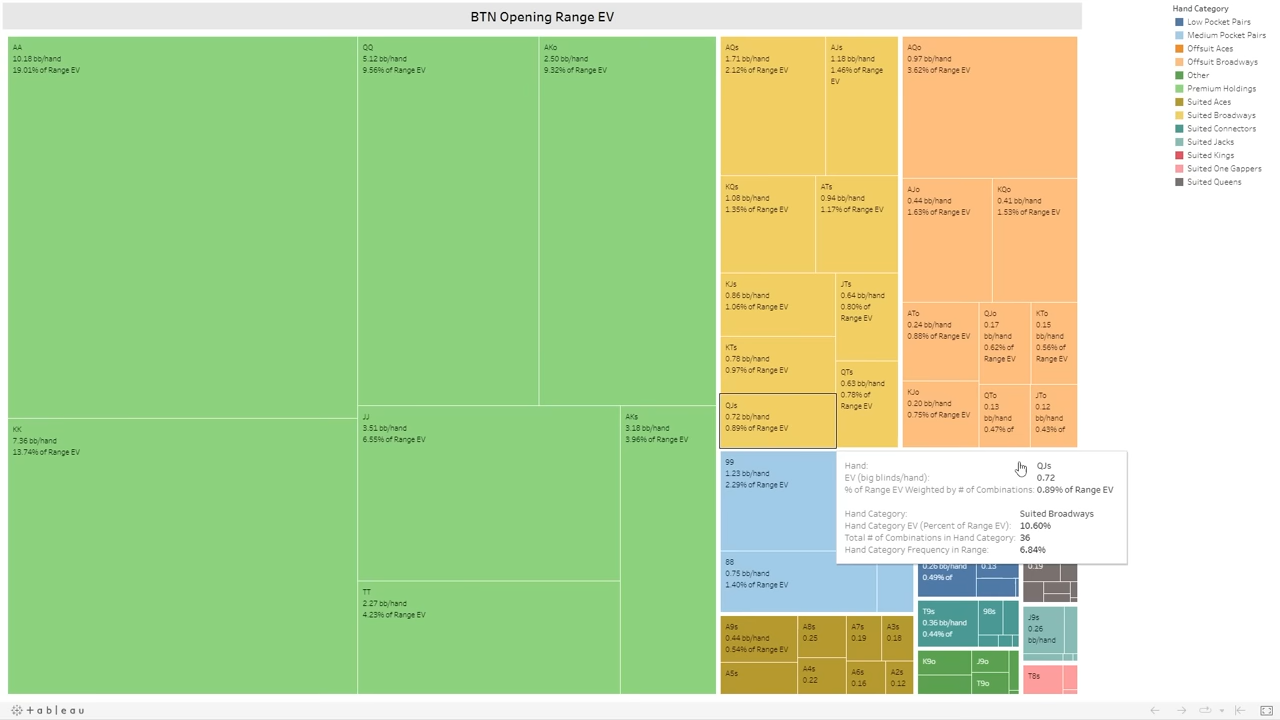 BTN Opening Range EV
AA
10.18 bb/hand
19.01% of Range EV
KK
7.36 bb/hand
13.74% of Range EV
QQ
5.12 bb/hand
9.56% of Range EV
AKo
2.50 bb/hand
9.32% of Range EV
JJ
3.51 bb/hand
6.55% of Range EV
TT
2.27 bb/hand
4.23% of Range EV
AKs
3.18 bb/hand
3.96% of Range EV
AQs
1.71 bb/hand
2.12% of Range EV
AJs
1.18 bb/hand
1.46% of Range
EV
KQs
1.08 bb/hand
1.35% of Range EV
ATs
0.94 bb/hand
1.17% of Range EV
KJs
0.86 bb/hand
1.06% of Range EV
KTs
0.78 bb/hand
0.97% of Range EV
QJs
0.72 bb/hand
0.89% of Range EV
JTs
0.64 bb/hand
0.80% of
Range EV
QTs
0.63 bb/hand
0.78% of
Range EV
AQo
0.97 bb/hand
3.62% of Range EV
AJo
0.44 bb/hand
1.63% of Range EV
KQo
0.41 bb/hand
1.53% of Range EV
ATo
0.24 bb/hand
0.88% of Range EV
KJo
0.20 bb/hand
0.75% of Range EV
QJo
0.17
bb/hand
0.62% of
Range EV
KTo
0.15
bb/hand
0.56% of
Range EV
QTo
0.13
bb/hand
0.47% of
JTo
0.12
bb/hand
0.43% of
99
1.23 bb/hand
2.29% of Range EV
88
0.75 bb/hand
1.40% of Range EV
Hand: QJs
EV (big blinds/hand): 0.72
% of Range EV Weighted by # of Combinations: 0.89% of Range EV
Hand Category: Suited Broadways
Hand Category EV (Percent of Range EV): 10.60%
Total # of Combinations in Hand Category: 36
Hand Category Frequency in Range: 6.84%
0.26 bb/hand
0.49% of
0.13
0.19
A9s
0.44 bb/hand
0.54% of Range EV
A5s
A8s
0.25
A4s
0.22
A7s
0.19
A6s
0.16
A3s
0.18
A2s
0.12
T9s
0.36 bb/hand
0.44% of
98s
K9o
J9o
T9o
J9s
0.26
bb/hand
T8s
Hand Category
Low Pocket Pairs
Medium Pocket Pairs
Offsuit Aces
Offsuit Broadways
Other
Premium Holdings
Suited Aces
Suited Broadways
Suited Connectors
Suited Jacks
Suited Kings
Suited One Gappers
Suited Queens
+ a b l e a u